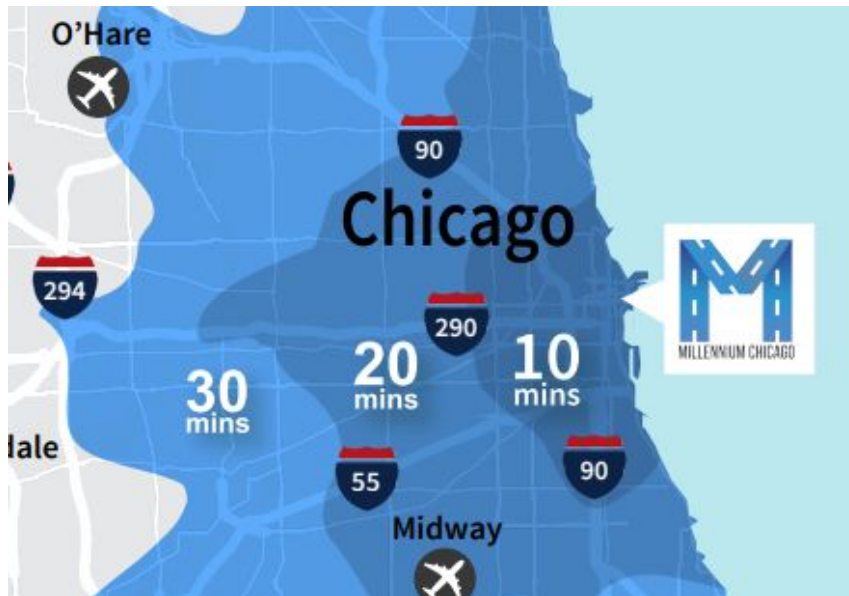 O’Hare
90
Chicago
294
290
MILLENNIUM CHICAGO
30
mins
20
mins
10
mins
dale
55
90
Midway